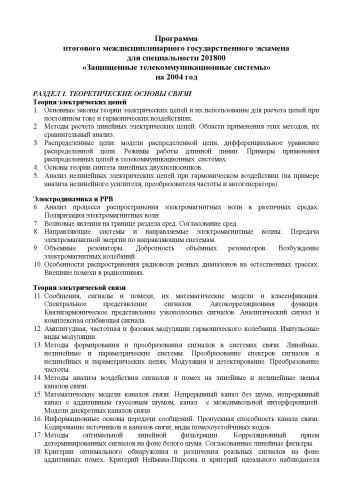 Программа
итогового междисциплинарного государственного экзамена
для специальности 201800
«Защищенные телекоммуникационные системы»
на 2004 год
РАЗДЕЛ 1. ТЕОРЕТИЧЕСКИЕ ОСНОВЫ СВЯЗИ
Теория электрических цепей
1. Основные законы теории электрических цепей и их использование для расчета цепей при
постоянном токе и гармонических воздействиях.
2. Методы расчета линейных электрических цепей: Области применения этих методов, их
сравнительный анализ.
3. Распределенные цепи: модели распределенной цепи, дифференциальное уравнение
распределенной цепи. Режимы работы длинной линии. Примеры применения
распределенных цепей в телекоммуникационных системах.
4. Основы теории синтеза линейных двухполюсников.
5. Анализ нелинейных электрических цепей при гармоническом воздействии (на примере
анализа нелинейного усилителя, преобразователя частоты и автогенератора).
Электродинамика и РРВ
6. Анализ процесса распространения электромагнитных волн в различных средах.
Поляризация электромагнитных волн.
7. Волновые явления на границе раздела сред. Согласование сред.
8. Направляющие системы и направляемые электромагнитные волны. Передача
электромагнитной энергии по направляющим системам.
9. Объёмные резонаторы. Добротность объёмных резонаторов. Возбуждение
электромагнитных колебаний.
10. Особенности распространения радиоволн разных диапазонов на естественных трассах.
Внешние помехи в радиолиниях.
Теория электрической связи
11. Сообщения, сигналы и помехи, их математические модели и классификация.
Спектральное представление сигналов. Автокорреляционная функция.
Квазигармоническое представление узкополосных сигналов. Аналитический сигнал и
комплексная огибающая сигнала.
12. Амплитудная, частотная и фазовая модуляции гармонического колебания. Импульсные
виды модуляции.
13. Методы формирования и преобразования сигналов в системах связи. Линейные,
нелинейные и параметрические системы. Преобразование спектров сигналов в
нелинейных и параметрических цепях. Модуляция и детектирование. Преобразование
частоты.
14. Методы анализа воздействия сигналов и помех на линейные и нелинейные звенья
каналов связи.
15. Математические модели каналов связи. Непрерывный канал без шума, непрерывный
канал с аддитивным гауссовым шумом, канал с межсимвольной интерференцией.
Модели дискретных каналов связи.
16. Информационные основы передачи сообщений. Пропускная способность канала связи.
Кодирование источников и каналов связи, виды помехоустойчивых кодов.
17. Методы оптимальной линейной фильтрации. Корреляционный прием
детерминированных сигналов на фоне белого шума. Согласованные линейные фильтры.
18. Критерии оптимального обнаружения и различения реальных сигналов на фоне
аддитивных помех. Критерий Неймана-Пирсона и критерий идеального наблюдателя